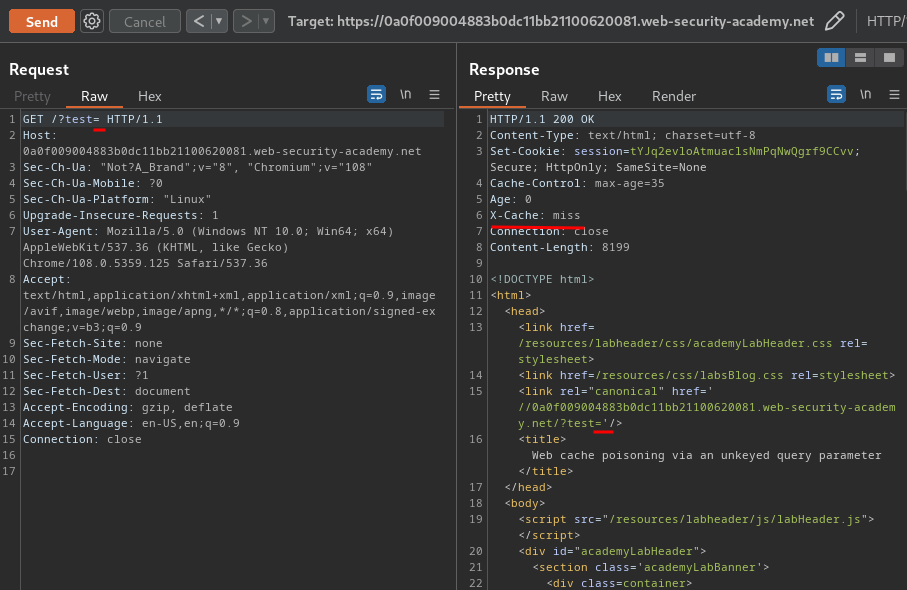 Send Cancel < ▼ > ▼ Target: https://0a0f009004883b0dc11bb21100620081.web-security-academy.net HTTP/
Request
Pretty Raw Hex \n
1 GET /?test= HTTP/1.1
2 Host:
0a0f009004883b0dc11bb21100620081.web-security-academy.net
3 Sec-Ch-Ua: "Not?A_Brand";v="8", "Chromium";v="108"
4 Sec-Ch-Ua-Mobile: ?0
5 Sec-Ch-Ua-Platform: "Linux"
6 Upgrade-Insecure-Requests: 1
7 User-Agent: Mozilla/5.0 (Windows NT 10.0; Win64; x64)
AppleWebKit/537.36 (KHTML, like Gecko)
Chrome/108.0.5359.125 Safari/537.36
8 Accept:
text/html,application/xhtml+xml,application/xml;q=0.9,image
/avif,image/webp,image/apng,*/*;q=0.8,application/signed-ex
change;v=b3;q=0.9
9 Sec-Fetch-Site: none
10 Sec-Fetch-Mode: navigate
11 Sec-Fetch-User: ?1
12 Sec-Fetch-Dest: document
13 Accept-Encoding: gzip, deflate
14 Accept-Language: en-US,en;q=0.9
15 Connection: close
16
17
Response
Pretty Raw Hex Render \n
1 HTTP/1.1 200 OK
2 Content-Type: text/html; charset=utf-8
3 Set-Cookie: session=tYJq2evloAtmuaclsNmPqNwQgrf9CCvv;
Secure; HttpOnly; SameSite=None
4 Cache-Control: max-age=35
5 Age: 0
6 X-Cache: miss
7 Connection: close
8 Content-Length: 8199
9
10 <!DOCTYPE html>
11 <html>
12 <head>
13 <link href=
/resources/labheader/css/academyLabHeader.css rel=
stylesheet>
14 <link href=/resources/css/labsBlog.css rel=stylesheet>
15 <link rel="canonical" href='
//0a0f009004883b0dc11bb21100620081.web-security-academ
y.net/?test='/>
16 <title>
Web cache poisoning via an unkeyed query parameter
</title>
17 </head>
18 <body>
19 <script src="/resources/labheader/js/labHeader.js">
</script>
20 <div id="academyLabHeader">
21 <section class='academyLabBanner'>
22 <div class=container>